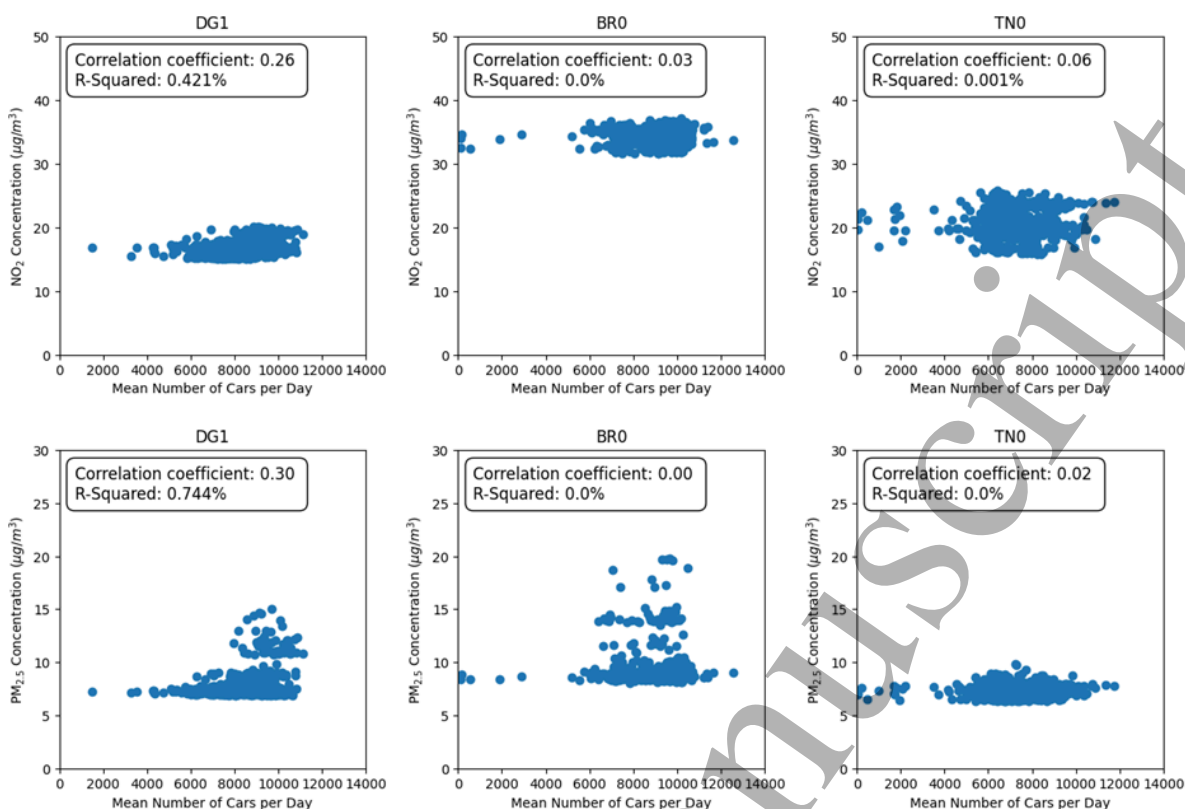 DG1
BR0
TN0
50
40
30
20
10
0
NO2 Concentration (μg/m3)
Correlation coefficient: 0.26
R-Squared: 0.421%
0 2000 4000 6000 8000 10000 12000 14000
Mean Number of Cars per Day
50
40
30
20
10
0
NO2 Concentration (μg/m3)
Correlation coefficient: 0.03
R-Squared: 0.0%
0 2000 4000 6000 8000 10000 12000 14000
Mean Number of Cars per Day
50
40
30
20
10
0
NO2 Concentration (μg/m3)
Correlation coefficient: 0.06
R-Squared: 0.001%
0 2000 4000 6000 8000 10000 12000 14000
Mean Number of Cars per Day
DG1
BR0
TN0
30
25
20
15
10
5
0
PM2.5 Concentration (μg/m3)
Correlation coefficient: 0.30
R-Squared: 0.744%
0 2000 4000 6000 8000 10000 12000 14000
Mean Number of Cars per Day
30
25
20
15
10
5
0
PM2.5 Concentration (μg/m3)
Correlation coefficient: 0.00
R-Squared: 0.0%
0 2000 4000 6000 8000 10000 12000 14000
Mean Number of Cars per Day
30
25
20
15
10
5
0
PM2.5 Concentration (μg/m3)
Correlation coefficient: 0.02
R-Squared: 0.0%
0 2000 4000 6000 8000 10000 12000 14000
Mean Number of Cars per Day
nuscript